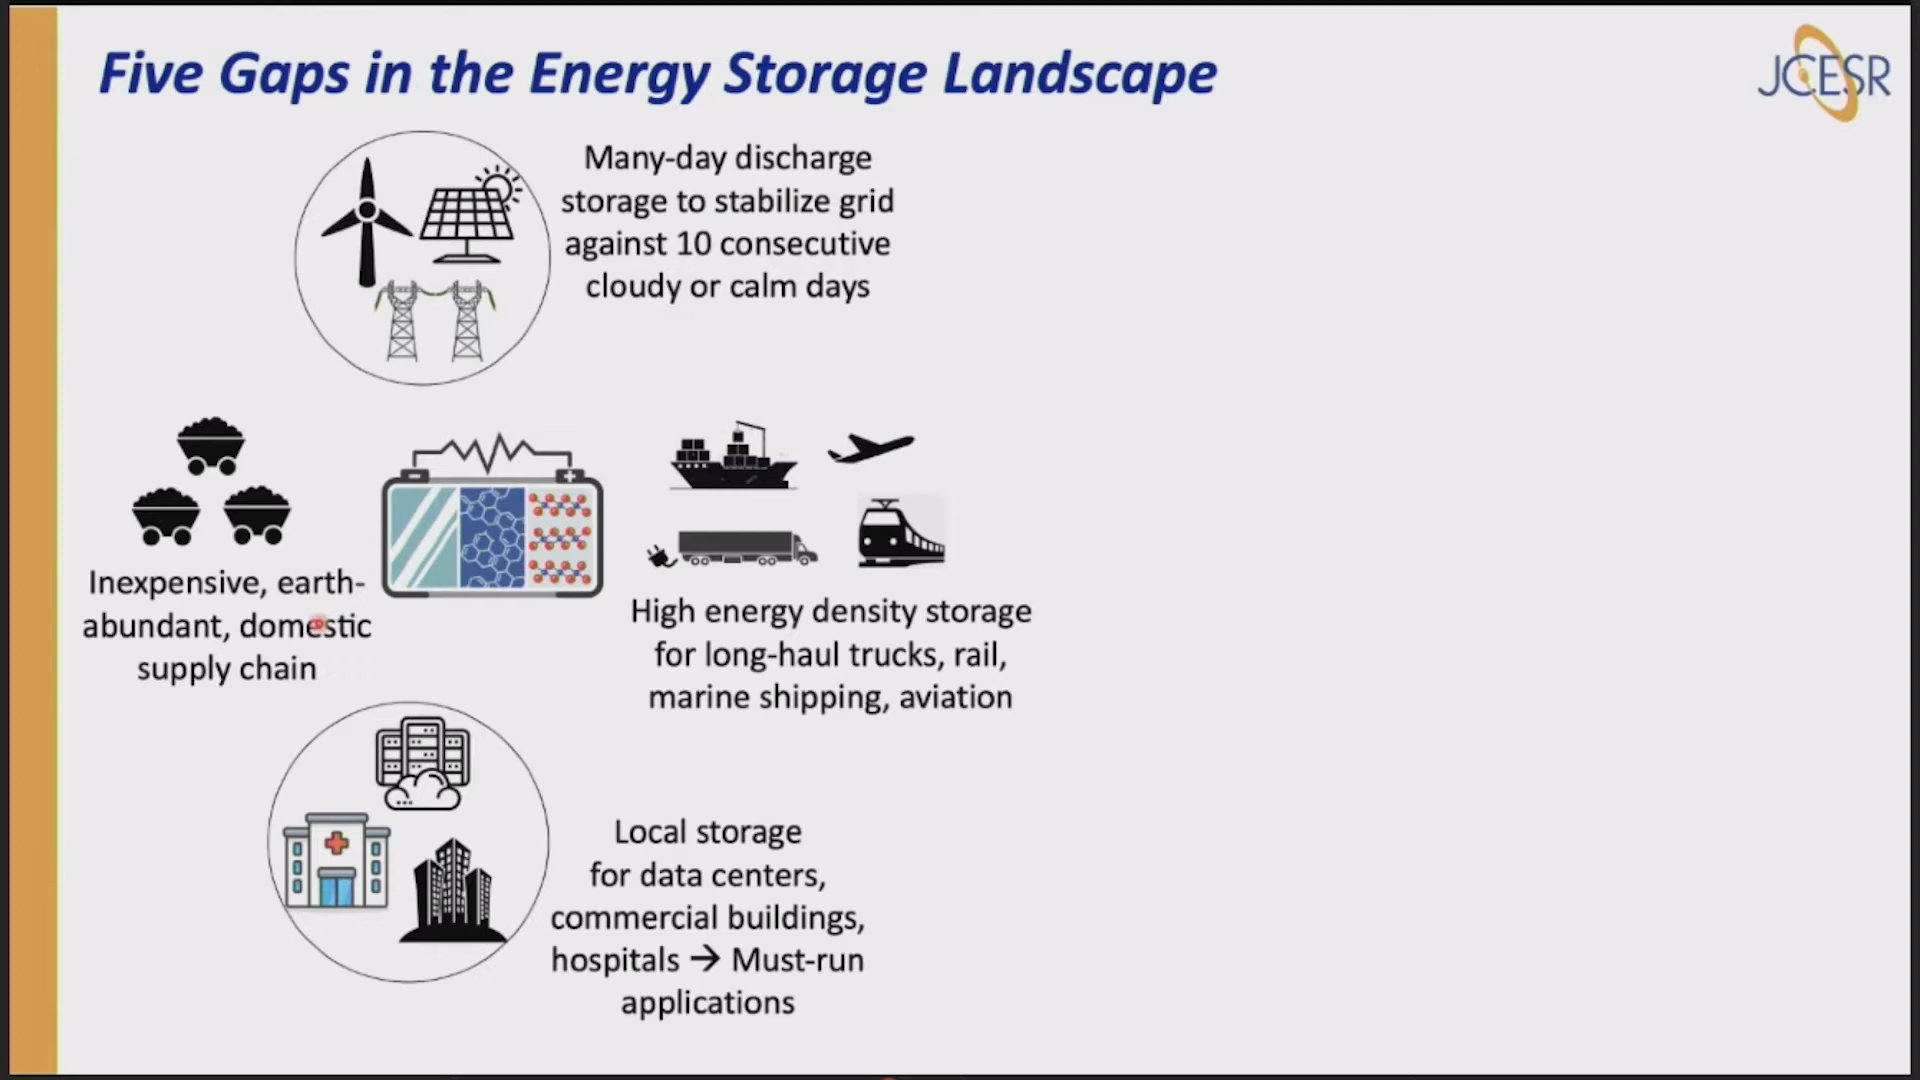 Five Gaps in the Energy Storage Landscape
JCESR
Many-day discharge
storage to stabilize grid
against 10 consecutive
cloudy or calm days
Inexpensive, earth-
abundant, domestic
supply chain
High energy density storage
for long-haul trucks, rail,
marine shipping, aviation
Local storage
for data centers,
commercial buildings,
hospitals → Must-run
applications